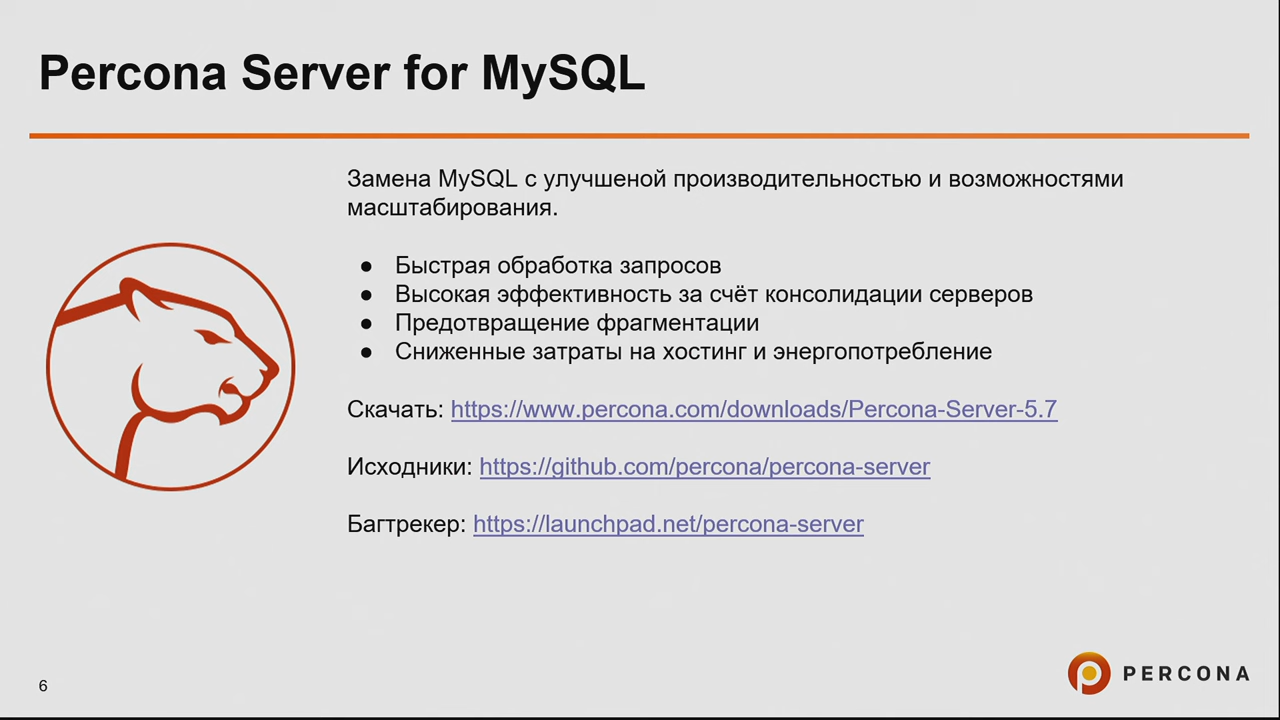 Percona Server for MySQL
Замена MySQL с улучшеной производительностью и возможностями
масштабирования.
● Быстрая обработка запросов
● Высокая эффективность за счёт консолидации серверов
● Предотвращение фрагментации
● Сниженные затраты на хостинг и энергопотребление
Скачать: https://www.percona.com/downloads/Percona-Server-5.7
Исходники: https://github.com/percona/percona-server
Багтрекер: https://launchpad.net/percona-server
6
PERCONA